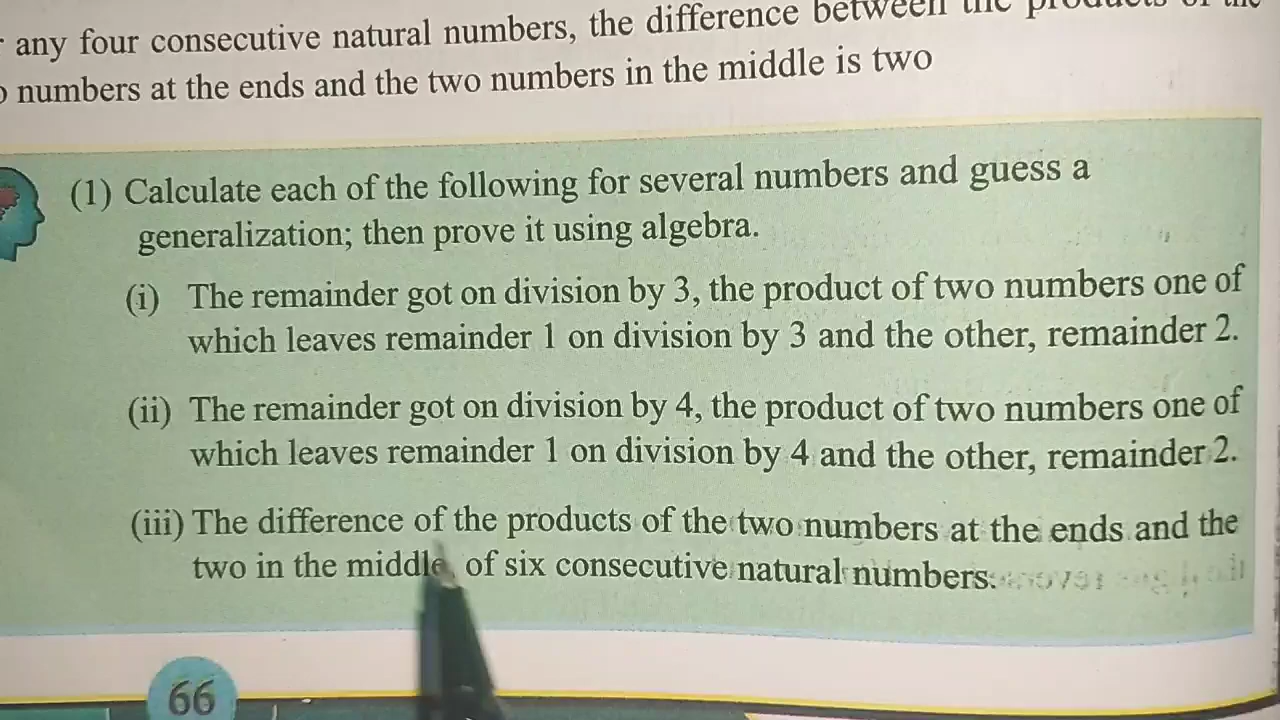 any four consecutive natural numbers, the difference between the products of the
numbers at the ends and the two numbers in the middle is two
(1) Calculate each of the following for several numbers and guess a
generalization; then prove it using algebra.
(i) The remainder got on division by 3, the product of two numbers one of
which leaves remainder 1 on division by 3 and the other, remainder 2.
(ii) The remainder got on division by 4, the product of two numbers one of
which leaves remainder 1 on division by 4 and the other, remainder 2.
(iii) The difference of the products of the two numbers at the ends and the
two in the middle, of six consecutive natural numbers.
66